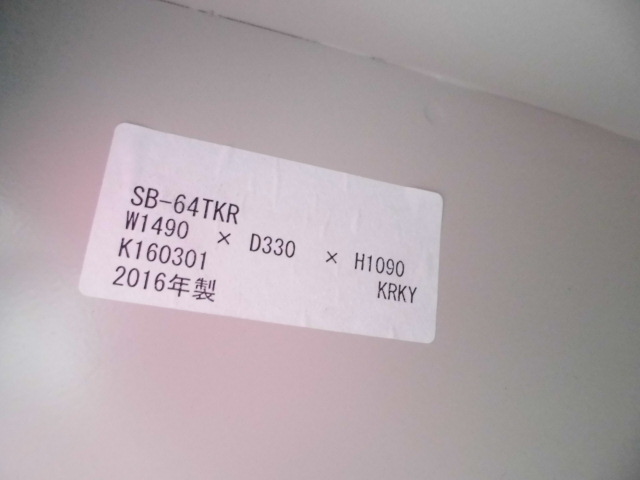 SB-64TKR
W1490 × D330 × H1090
K160301 KRKY
2016年製